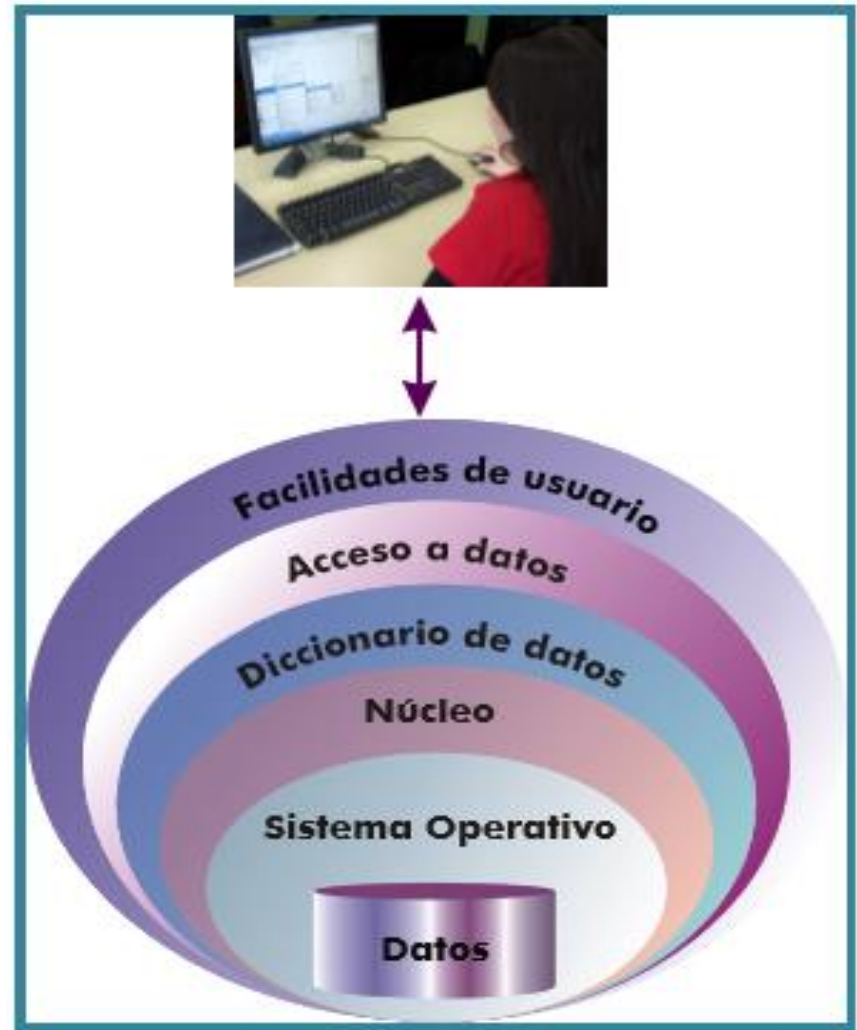 Facilidades de usuario
Acceso a datos
Diccionario de datos
Núcleo
Sistema Operativo
Datos